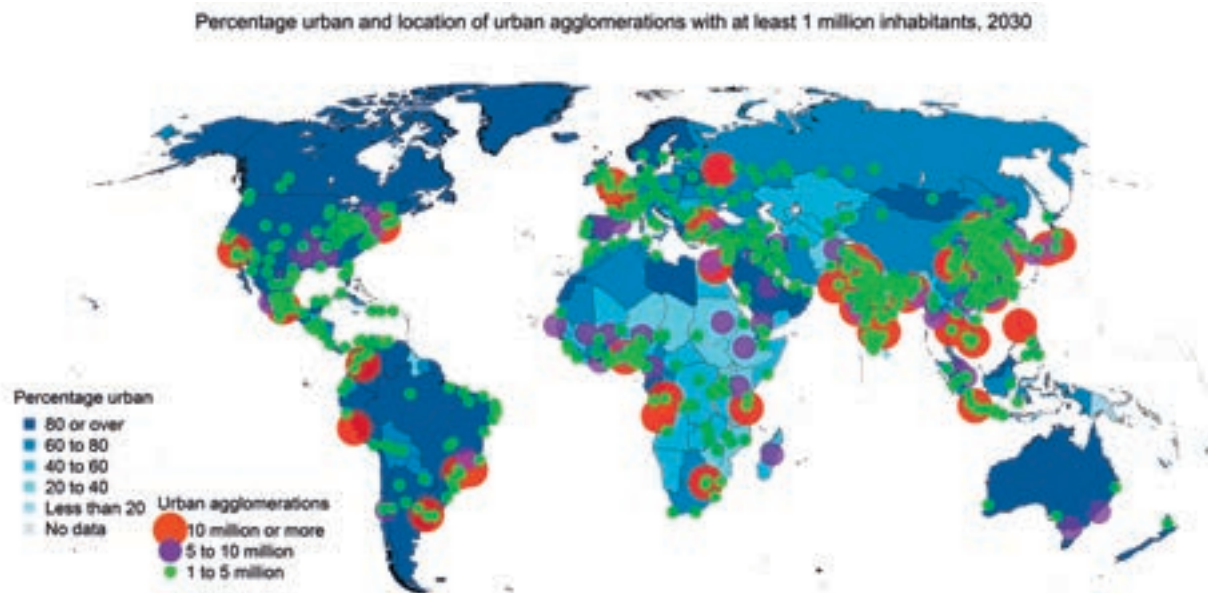 Percentage urban and location of urban agglomerations with at least 1 million inhabitants, 2030
Percentage urban
80 or over
60 to 80
40 to 60
20 to 40
Less than 20
No data
Urban agglomerations
10 million or more
5 to 10 million
1 to 5 million